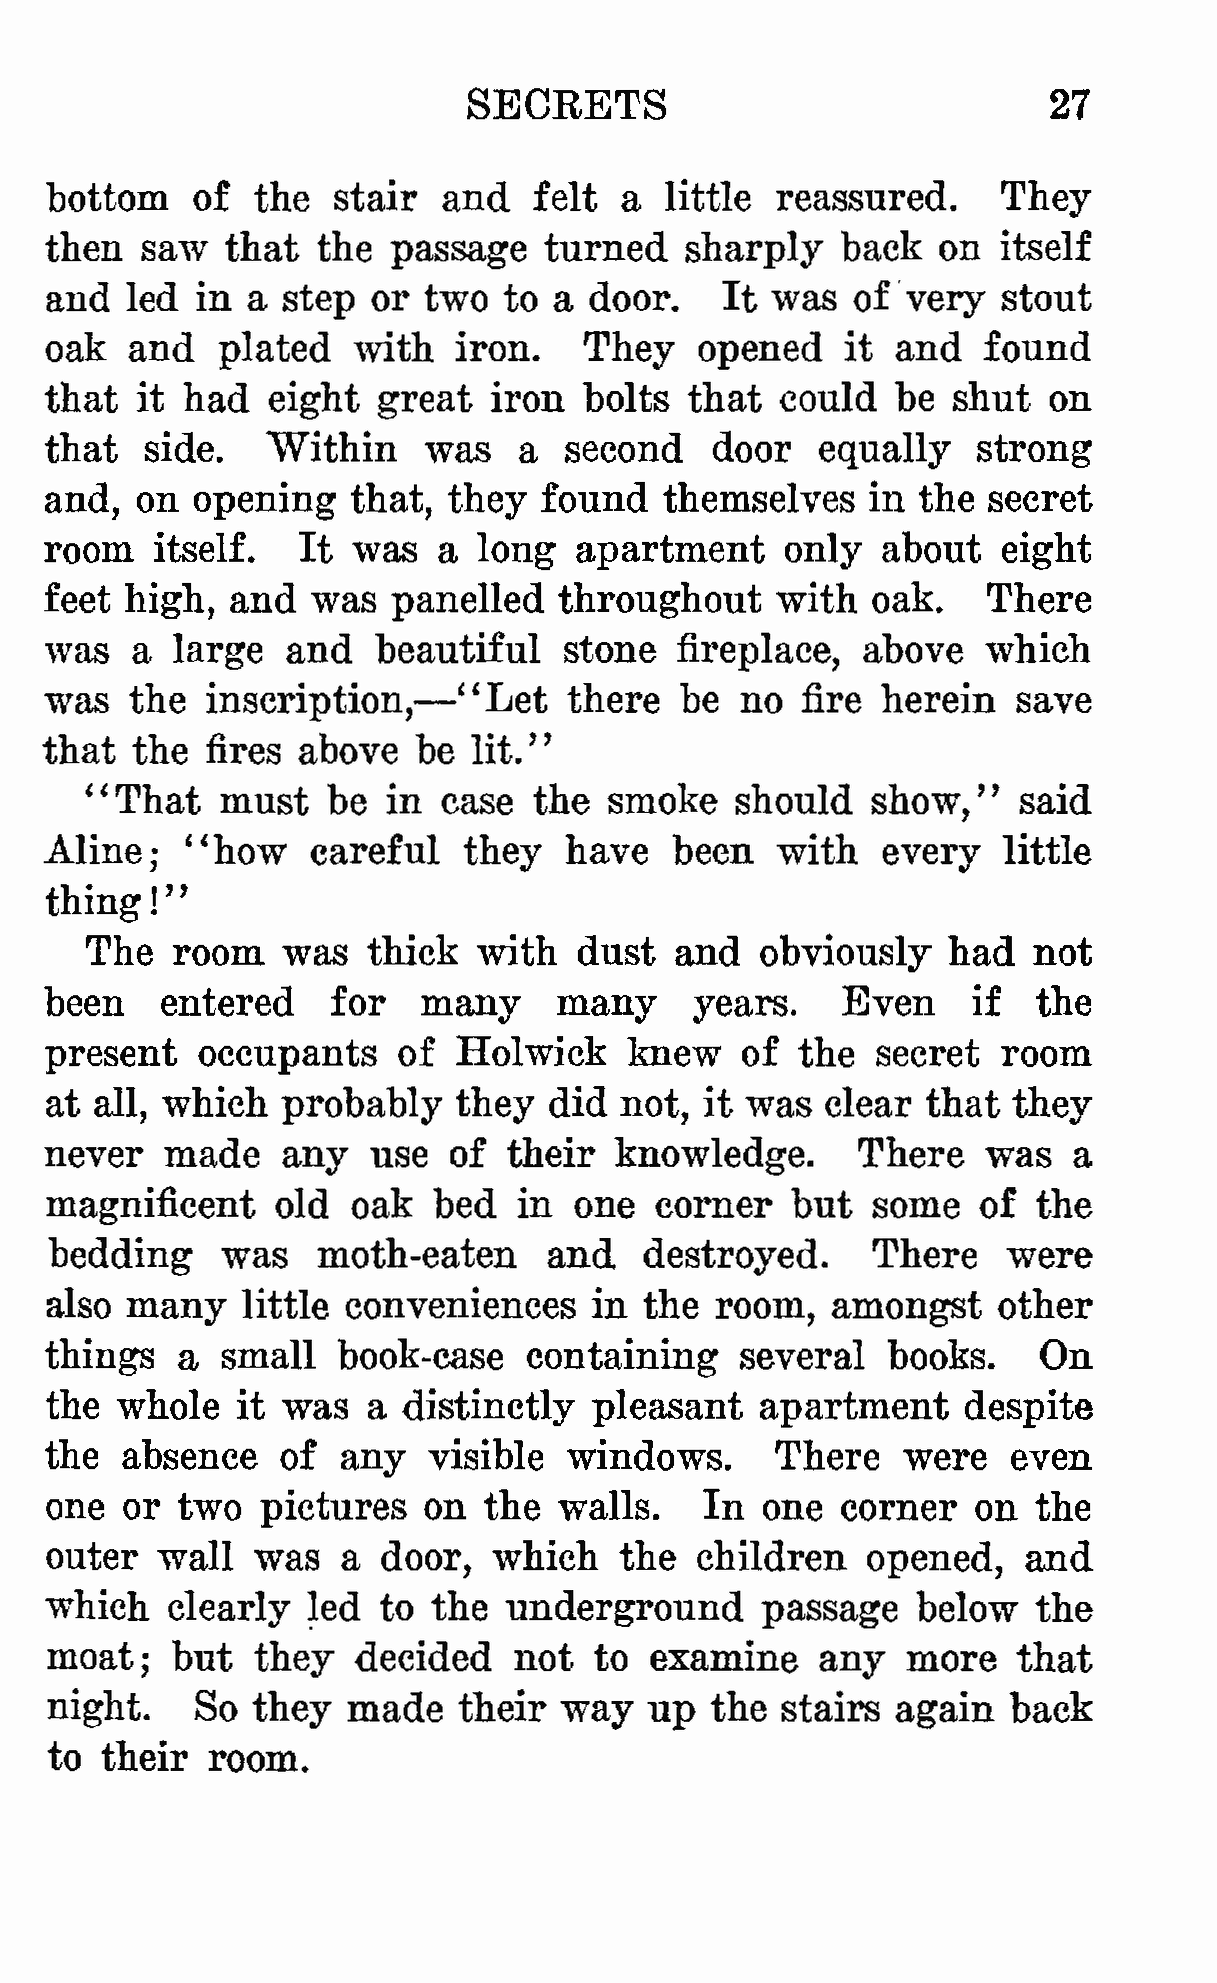 SECRETS 27
bottom of the stair and felt a little reassured. They
then saw that the passage turned sharply back on itself
and led in a step or two to a door. It was of very stout
oak and plated with iron. They opened it and found
that it had eight great iron bolts that could be shut on
that side. Within was a second door equally strong
and, on opening that, they found themselves in the secret
room itself. It was a long apartment only about eight
feet high, and was panelled throughout with oak. There
was a large and beautiful stone fireplace, above which
was the inscription,—"Let there be no fire herein save
that the fires above be lit."
"That must be in case the smoke should show," said
Aline; "how careful they have been with every little
thing!"
The room was thick with dust and obviously had not
been entered for many many years. Even if the
present occupants of Holwick knew of the secret room
at all, which probably they did not, it was clear that they
never made any use of their knowledge. There was a
magnificent old oak bed in one corner but some of the
bedding was moth-eaten and destroyed. There were
also many little conveniences in the room, amongst other
things a small book-case containing several books. On
the whole it was a distinctly pleasant apartment despite
the absence of any visible windows. There were even
one or two pictures on the walls. In one corner on the
outer wall was a door, which the children opened, and
which clearly led to the underground passage below the
moat; but they decided not to examine any more that
night. So they made their way up the stairs again back
to their room.